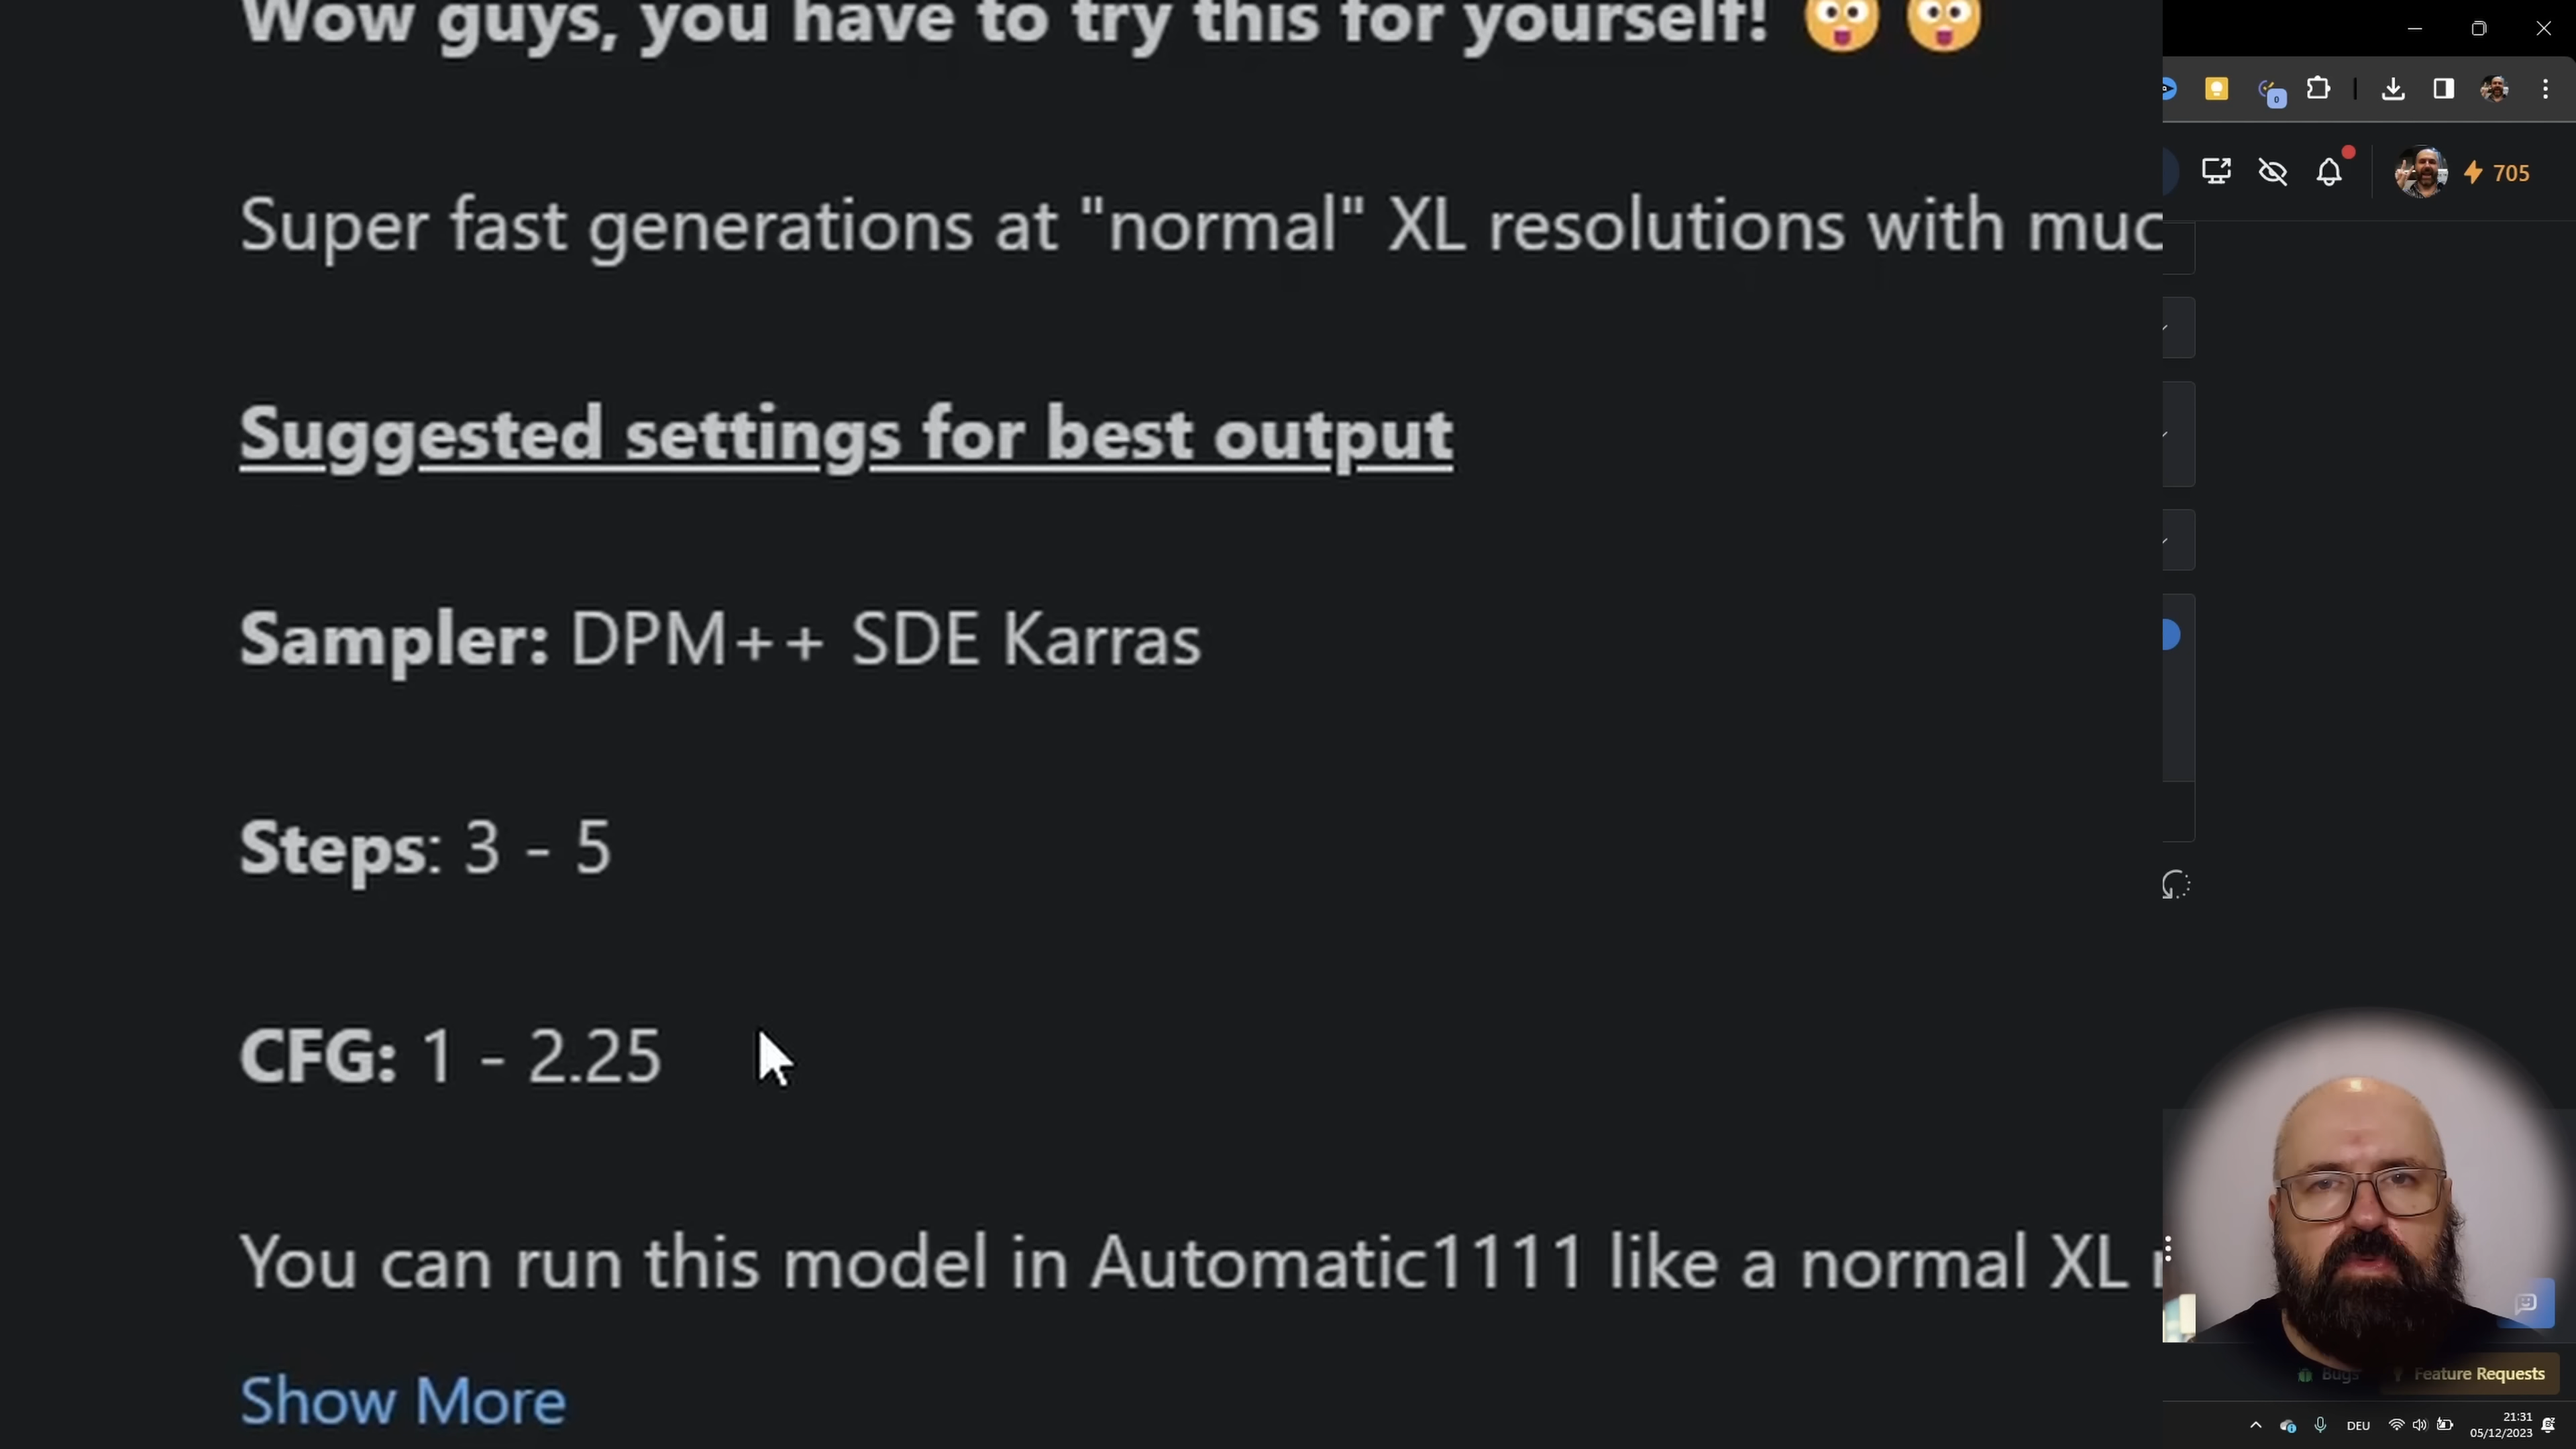 Wow guys, you have to try this for yourself! 😲 😲
Super fast generations at "normal" XL resolutions with muc
Suggested settings for best output
Sampler: DPM++ SDE Karras
Steps: 3 - 5
CFG: 1 - 2.25
You can run this model in Automatic1111 like a normal XL
Show More
0
705
Bugs
Feature Requests
DEU
21:31
05/12/2023